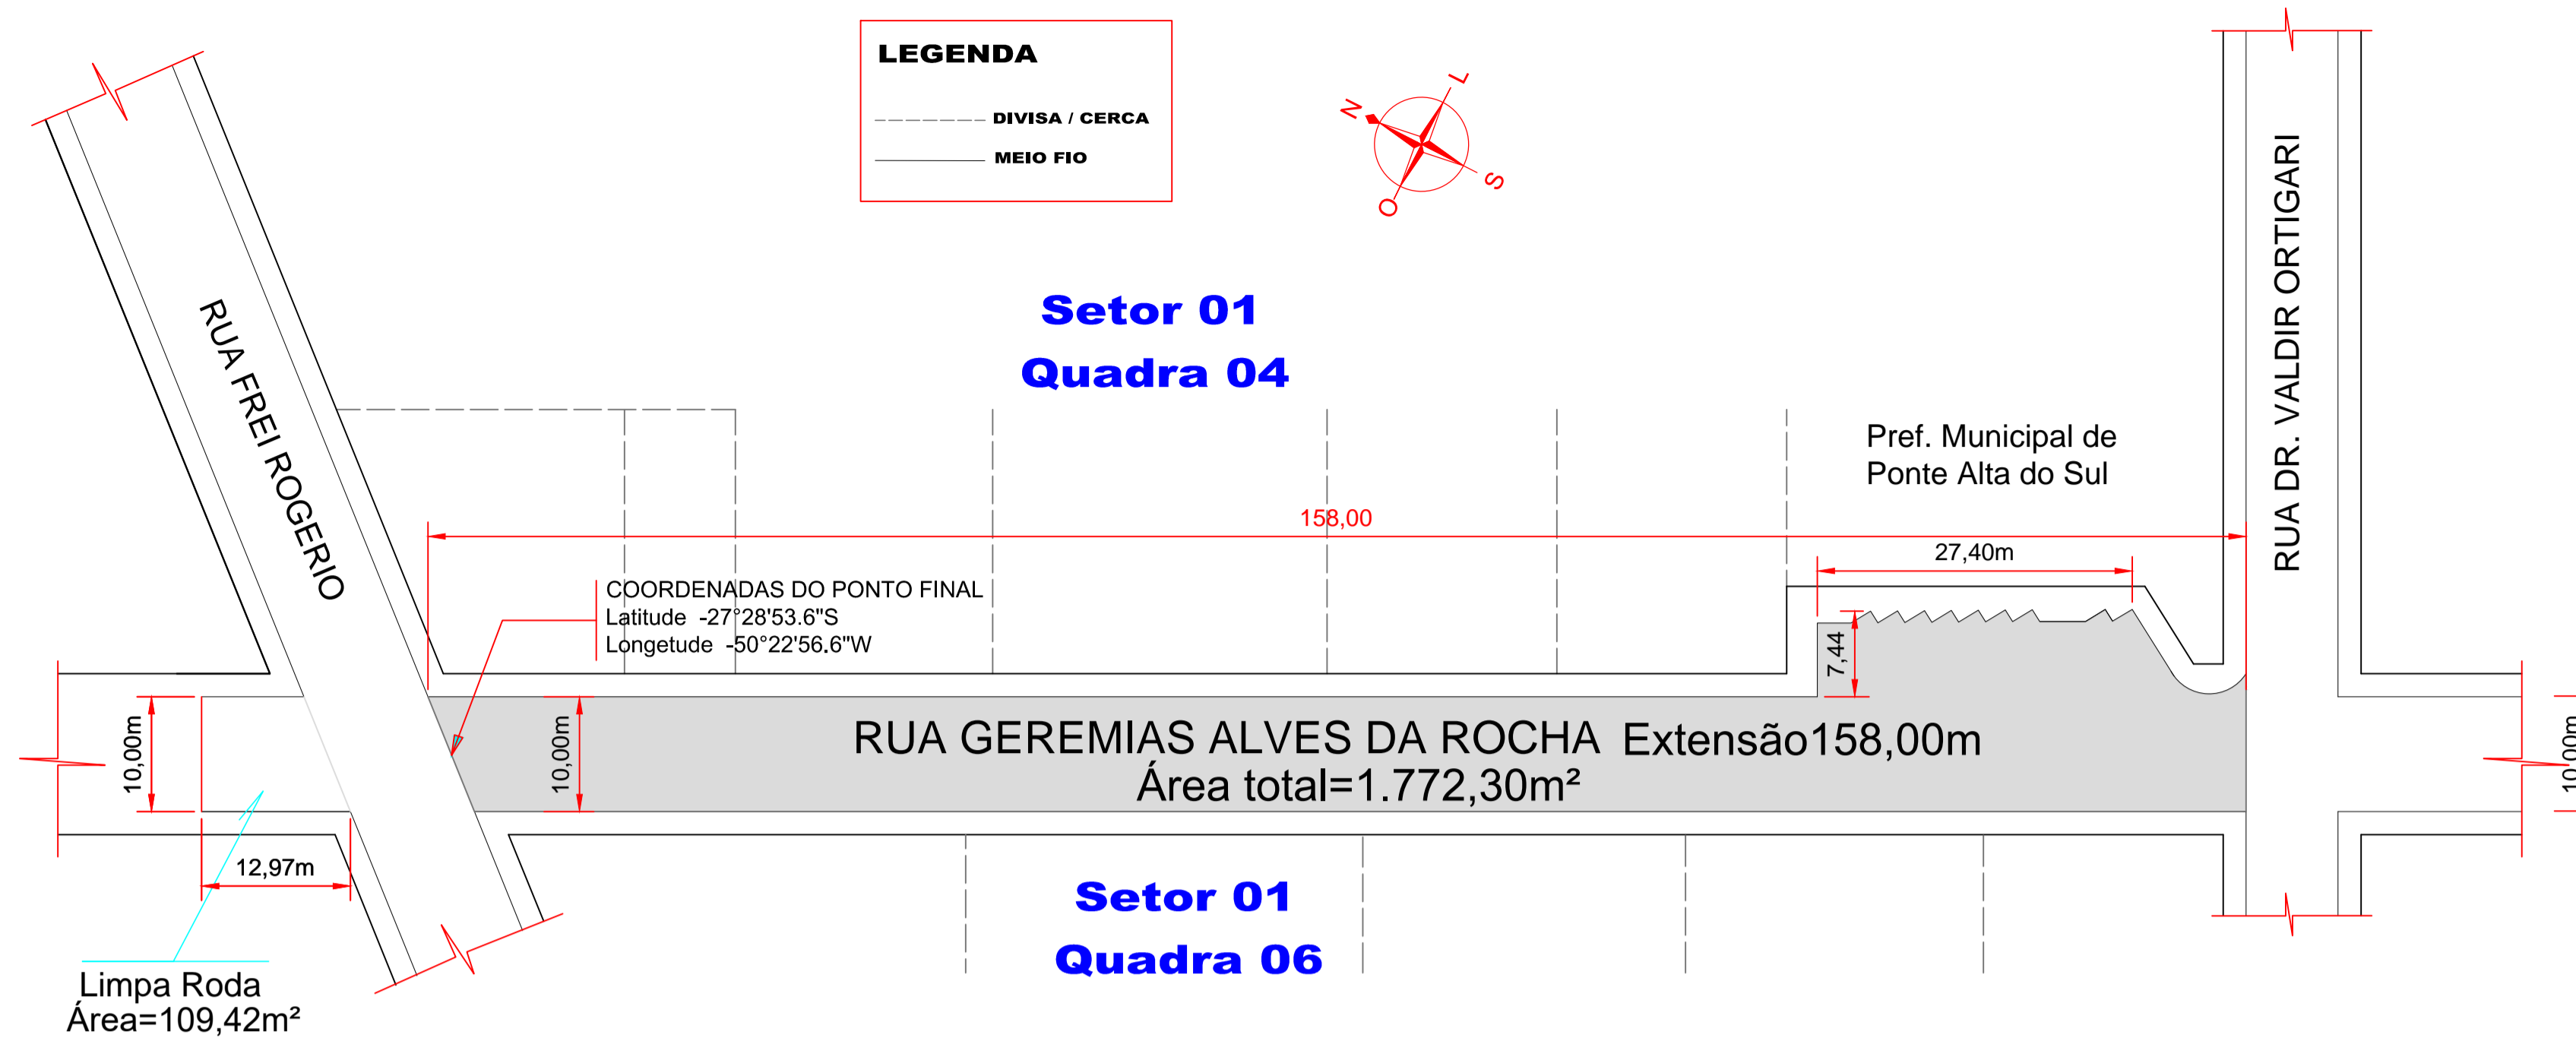 LEGENDA
DIVISA / CERCA
MEIO FIO
N
L
S
O
RUA FREI ROGERIO
RUA DR. VALDIR ORTIGARI
Setor 01
Quadra 04
Pref. Municipal de
Ponte Alta do Sul
158,00
27,40m
COORDENADAS DO PONTO FINAL
Latitude -27°28'53.6"S
Longetude -50°22'56.6"W
7,44
10,00m
10,00m
RUA GEREMIAS ALVES DA ROCHA Extensão158,00m
Área total=1.772,30m²
10,00m
12,97m
Setor 01
Quadra 06
Limpa Roda
Área=109,42m²